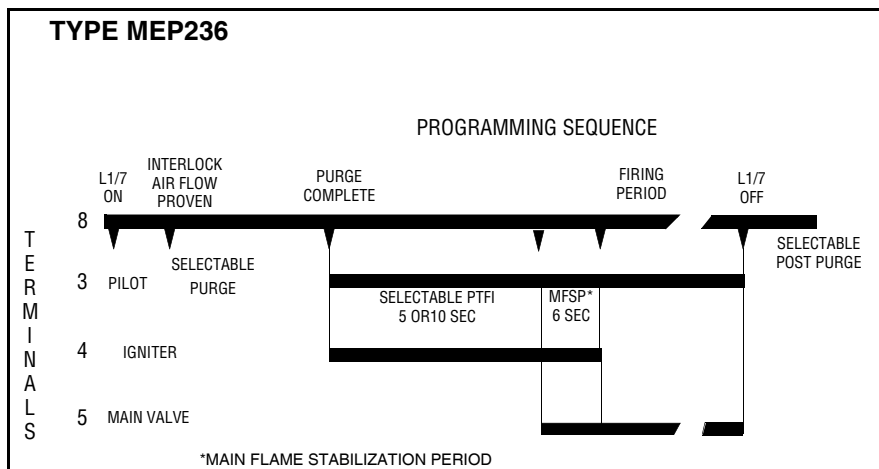 TYPE MEP236
PROGRAMMING SEQUENCE
L1/7
ON
INTERLOCK
AIR FLOW
PROVEN
PURGE
COMPLETE
FIRING
PERIOD
L1/7
OFF
TERMINALS
8
SELECTABLE
POST PURGE
3 PILOT
SELECTABLE
PURGE
SELECTABLE PTFI
5 OR10 SEC
MFSP*
6 SEC
4 IGNITER
5 MAIN VALVE
*MAIN FLAME STABILIZATION PERIOD